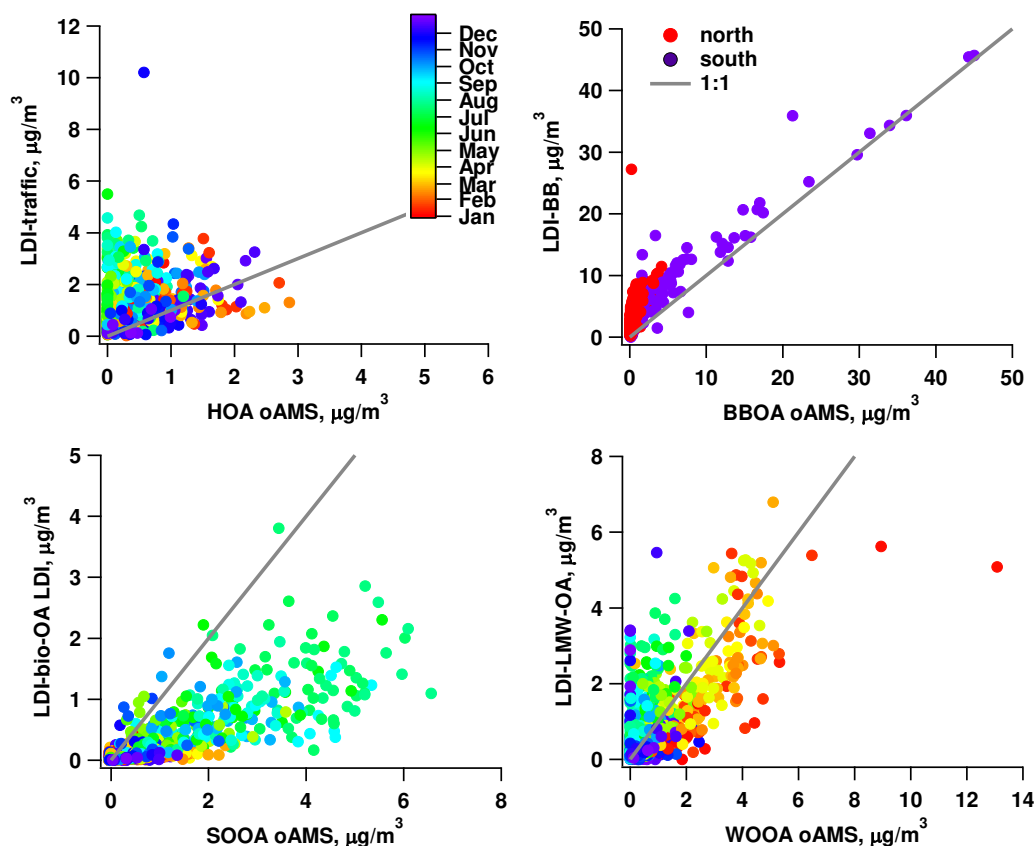 12
10
8
6
4
2
0
LDI-traffic, µg/m³
0 1 2 3 4 5 6
HOA oAMS, µg/m³
Dec
Nov
Oct
Sep
Aug
Jul
Jun
May
Apr
Mar
Feb
Jan
50
40
30
20
10
0
LDI-BB, µg/m³
0 10 20 30 40 50
BBOA oAMS, µg/m³
north
south
1:1
5
4
3
2
1
0
LDI-bio-OA LDI, µg/m³
0 2 4 6 8
SOOA oAMS, µg/m³
8
6
4
2
0
LDI-LMW-OA, µg/m³
0 2 4 6 8 10 12 14
WOOA oAMS, µg/m³